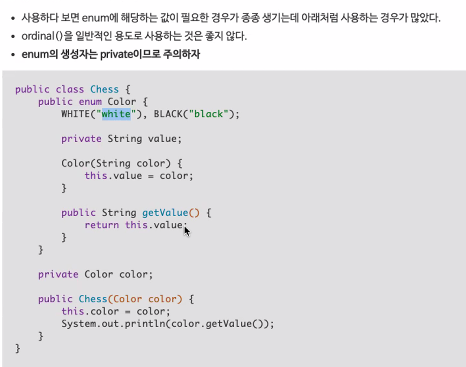 사용하다 보면 enum에 해당하는 값이 필요한 경우가 종종 생기는데 아래처럼 사용하는 경우가 많았다.
ordinal()을 일반적인 용도로 사용하는 것은 좋지 않다.
enum의 생성자는 private이므로 주의하자
public class Chess {
    public enum Color {
        WHITE("white"), BLACK("black");
        private String value;
        Color(String color) {
            this.value = color;
        }
        public String getValue() {
            return this.value;
        }
    }
    private Color color;
    public Chess(Color color) {
        this.color = color;
        System.out.println(color.getValue());
    }
}